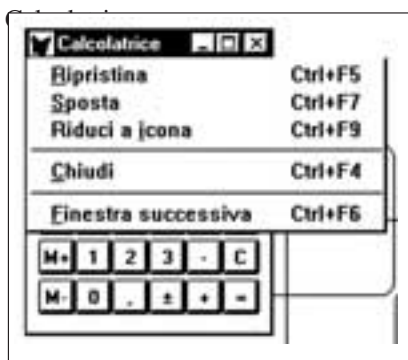 Calcolatrice
Ripristina Ctrl+F5
Sposta Ctrl+F7
Riduci a icona Ctrl+F9
Chiudi Ctrl+F4
Finestra successiva Ctrl+F6
M+ 1 2 3 - C
M- 0 , ± + =